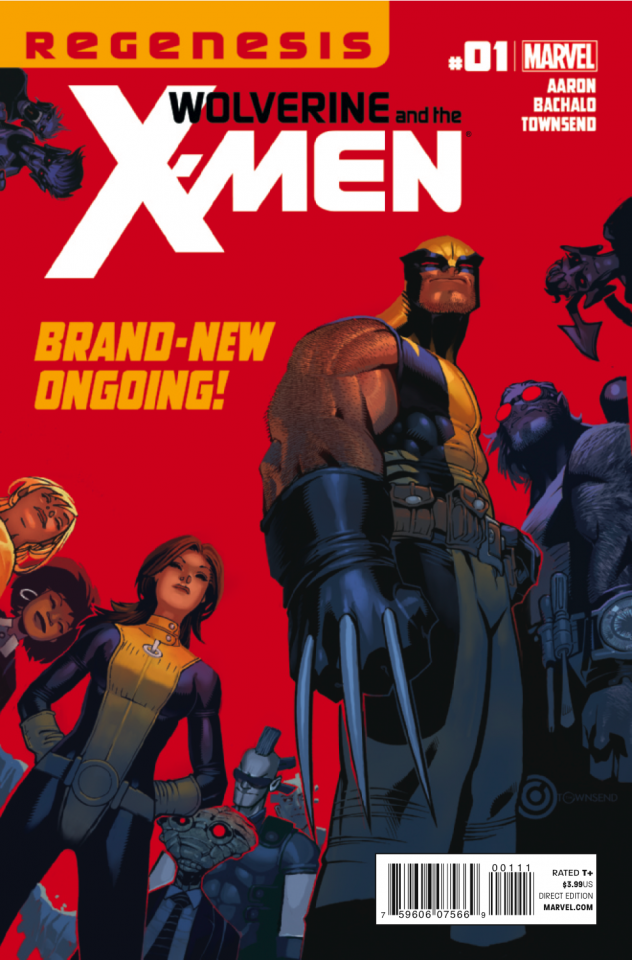 REGENESIS
#01 | MARVEL
AARON
BACHALO
TOWNSEND
WOLVERINE and the
X-MEN
BRAND-NEW
ONGOING!
TOWNSEND
00111
7 59606 07566 9
RATED T+
$3.99US
DIRECT EDITION
MARVEL.COM